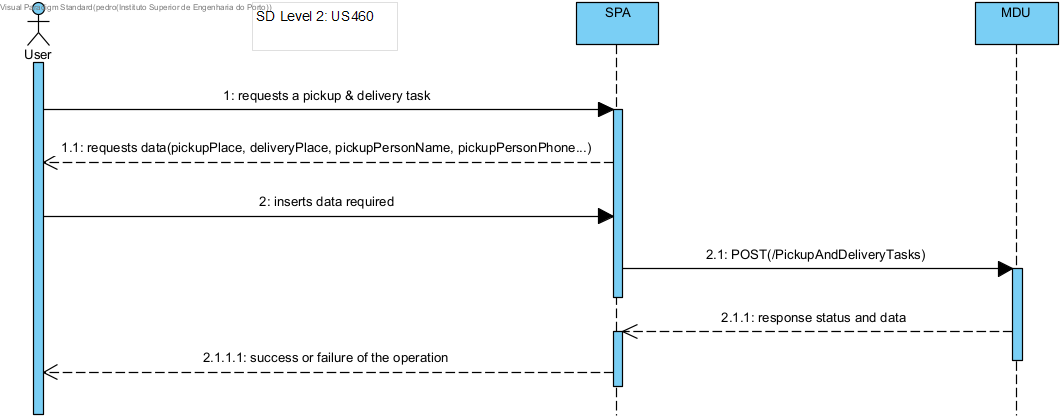 Visual Paradigm Standard(pedro(Instituto Superior de Engenharia do Porto))
SD Level 2: US460
SPA
MDU
User
1: requests a pickup & delivery task
1.1: requests data(pickupPlace, deliveryPlace, pickupPersonName, pickupPersonPhone...)
2: inserts data required
2.1: POST(/PickupAndDeliveryTasks)
2.1.1: response status and data
2.1.1.1: success or failure of the operation